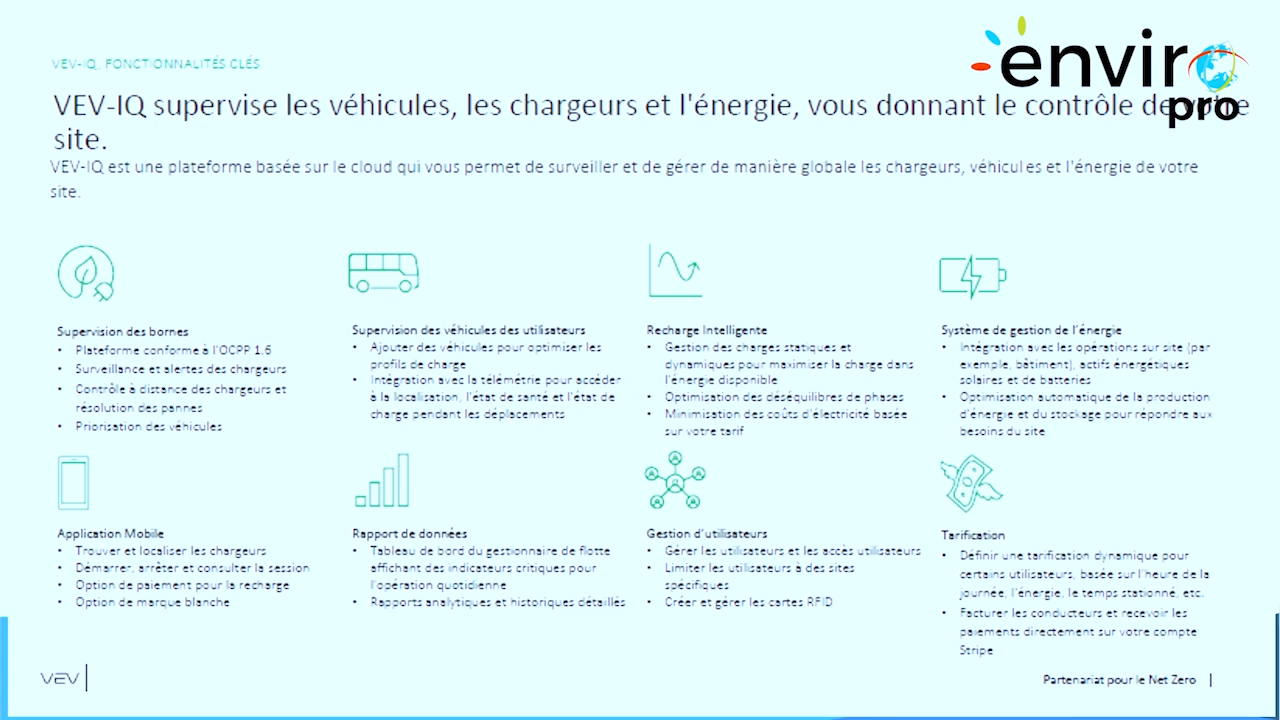 VEV-IQ, FONCTIONNALITÉS CLÉS
enviro
pro
VEV-IQ supervise les véhicules, les chargeurs et l'énergie, vous donnant le contrôle de votre
site.
VEV-IQ est une plateforme basée sur le cloud qui vous permet de surveiller et de gérer de manière globale les chargeurs, véhicules et l'énergie de votre
site.
Supervision des bornes
• Plateforme conforme à l'OCPP 1.6
• Surveillance et alertes des chargeurs
• Contrôle à distance des chargeurs et
résolution des pannes
• Priorisation des véhicules
Supervision des véhicules des utilisateurs
• Ajouter des véhicules pour optimiser les
profils de charge
• Intégration avec la télémétrie pour accéder
à la localisation, l'état de santé et l'état de
charge pendant les déplacements
Recharge Intelligente
• Gestion des charges statiques et
dynamiques pour maximiser la charge dans
l'énergie disponible
• Optimisation des déséquilibres de phases
• Minimisation des coûts d'électricité basée
sur votre tarif
Système de gestion de l'énergie
• Intégration avec les opérations sur site (par
exemple, bâtiment), actifs énergétiques
solaires et de batteries
• Optimisation automatique de la production
d'énergie et du stockage pour répondre aux
besoins du site
Application Mobile
• Trouver et localiser les chargeurs
• Démarrer, arrêter et consulter la session
• Option de paiement pour la recharge
• Option de marque blanche
Rapport de données
• Tableau de bord du gestionnaire de flotte
affichant des indicateurs critiques pour
l'opération quotidienne
• Rapports analytiques et historiques détaillés
Gestion d'utilisateurs
• Gérer les utilisateurs et les accès utilisateurs
• Limiter les utilisateurs à des sites
spécifiques
• Créer et gérer les cartes RFID
Tarification
• Définir une tarification dynamique pour
certains utilisateurs, basée sur l'heure de la
journée, l'énergie, le temps stationné, etc.
• Facturer les conducteurs et recevoir les
paiements directement sur votre compte
Stripe
VEV
Partenariat pour le Net Zero